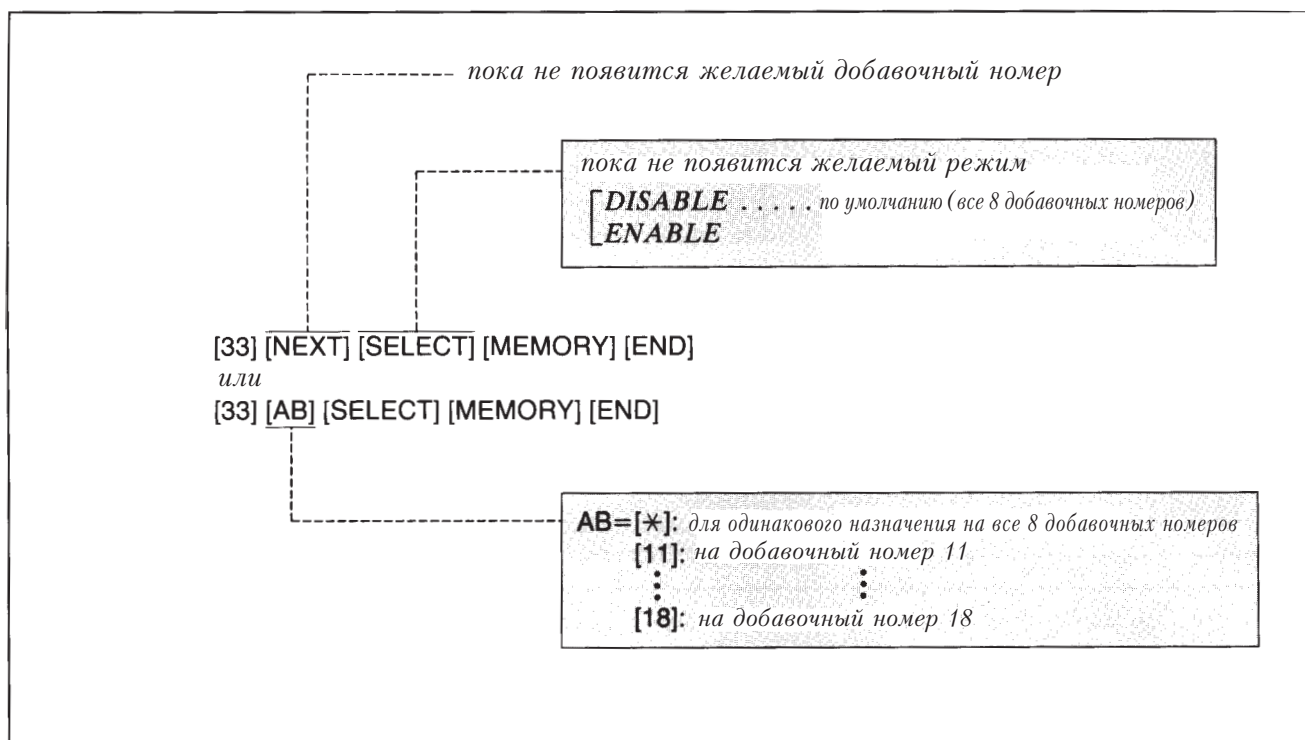 пока не появится желаемый добавочный номер
пока не появится желаемый режим
DISABLE ..... по умолчанию (все 8 добавочных номеров)
ENABLE
[33] [NEXT] [SELECT] [MEMORY] [END]
или
[33] [AB] [SELECT] [MEMORY] [END]
AB=[✳]: для одинакового назначения на все 8 добавочных номеров
[11]: на добавочный номер 11
[18]: на добавочный номер 18